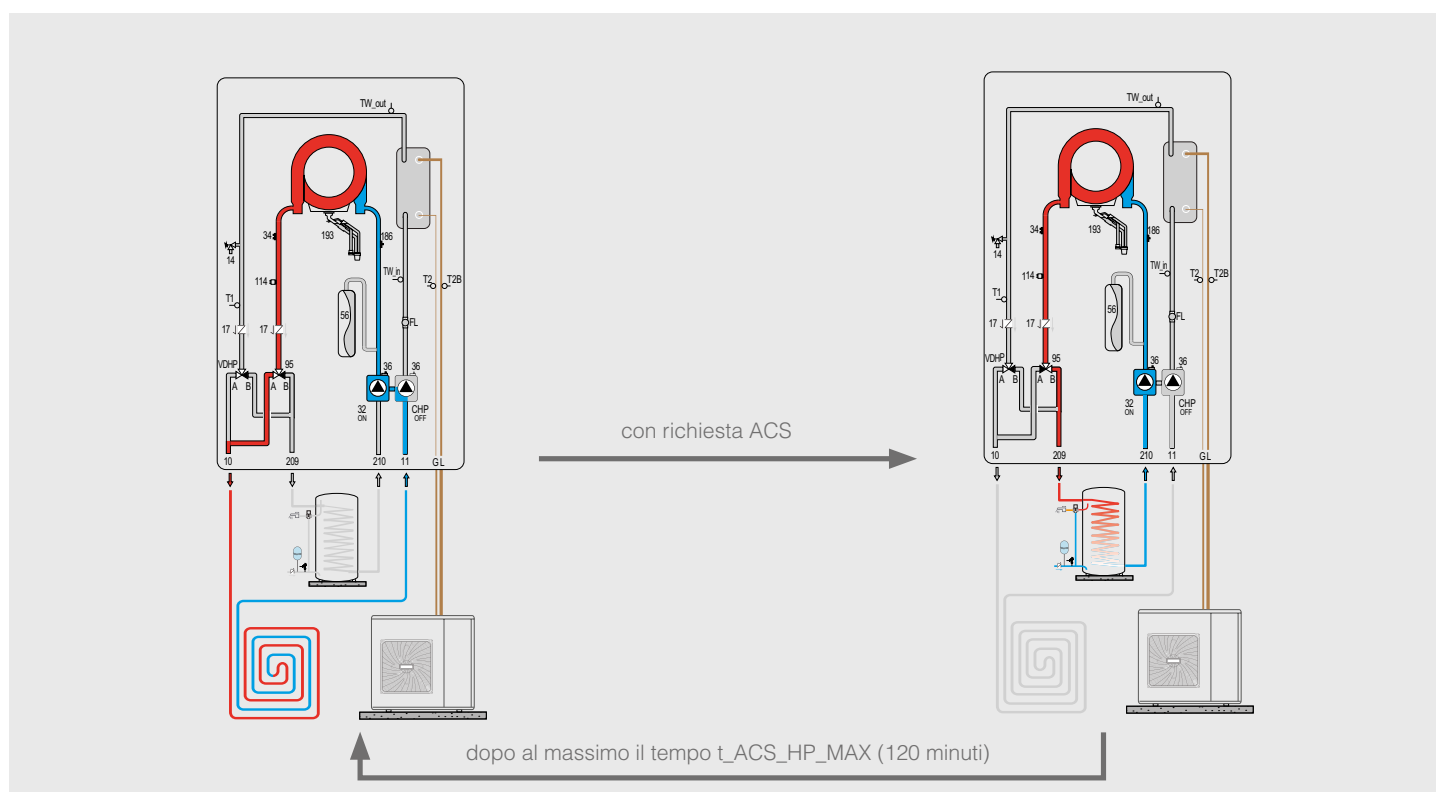 TW_out
34
193
186
14
114
TW_in
T2
T2B
T1
56
17
17
FL
VDHP
95
36
36
A B
A B
32
ON
CHP
OFF
10
209
210
11
G L
con richiesta ACS
TW_out
34
193
186
14
114
TW_in
T2
T2B
T1
56
17
17
FL
VDHP
95
36
36
A B
A B
32
ON
CHP
OFF
10
209
210
11
GL
dopo al massimo il tempo t_ACS_HP_MAX (120 minuti)